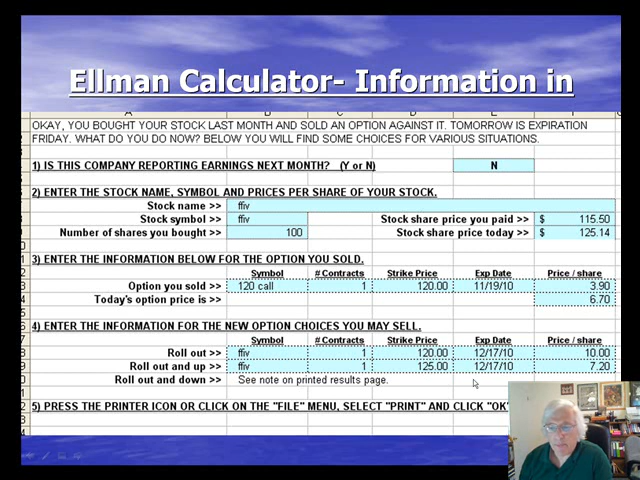 Ellman Calculator- Information in
OKAY, YOU BOUGHT YOUR STOCK LAST MONTH AND SOLD AN OPTION AGAINST IT. TOMORROW IS EXPIRATION
FRIDAY. WHAT DO YOU DO NOW? BELOW YOU WILL FIND SOME CHOICES FOR VARIOUS SITUATIONS.
1) IS THIS COMPANY REPORTING EARNINGS NEXT MONTH? (Y or N) N
2) ENTER THE STOCK NAME, SYMBOL AND PRICES PER SHARE OF YOUR STOCK.
Stock name >> ffiv
Stock symbol >> ffiv Stock share price you paid >> $ 115.50
Number of shares you bought >> 100 Stock share price today >> $ 125.14
3) ENTER THE INFORMATION BELOW FOR THE OPTION YOU SOLD.
Symbol # Contracts Strike Price Exp Date Price / share
Option you sold >> 120 call 1 120.00 11/19/10 3.90
Today's option price is >> 6.70
4) ENTER THE INFORMATION FOR THE NEW OPTION CHOICES YOU MAY SELL.
Symbol # Contracts Strike Price Exp Date Price / share
Roll out >> ffiv 1 120.00 12/17/10 10.00
Roll out and up >> ffiv 1 125.00 12/17/10 7.20
Roll out and down >> See note on printed results page.
5) PRESS THE PRINTER ICON OR CLICK ON THE "FILE" MENU, SELECT "PRINT" AND CLICK "OK"